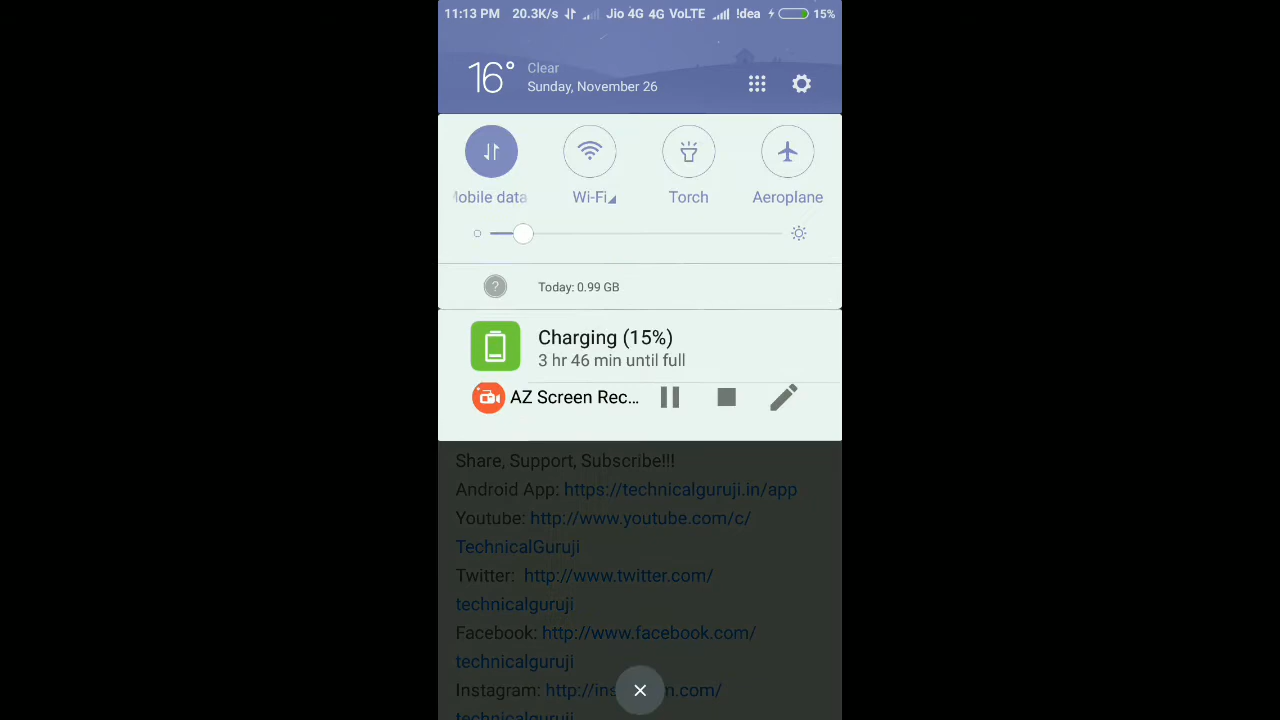 11:13 PM 20.3K/s Jio 4G 4G VoLTE !dea 15%
16° Clear
Sunday, November 26
Mobile data Wi-Fi Torch Aeroplane
? Today: 0.99 GB
Charging (15%)
3 hr 46 min until full
AZ Screen Rec...
Share, Support, Subscribe!!!
Android App: https://technicalguruji.in/app
Youtube: http://www.youtube.com/c/
TechnicalGuruji
Twitter: http://www.twitter.com/
technicalguruji
Facebook: http://www.facebook.com/
technicalguruji
Instagram: http://ins m.com/
technicalguruji